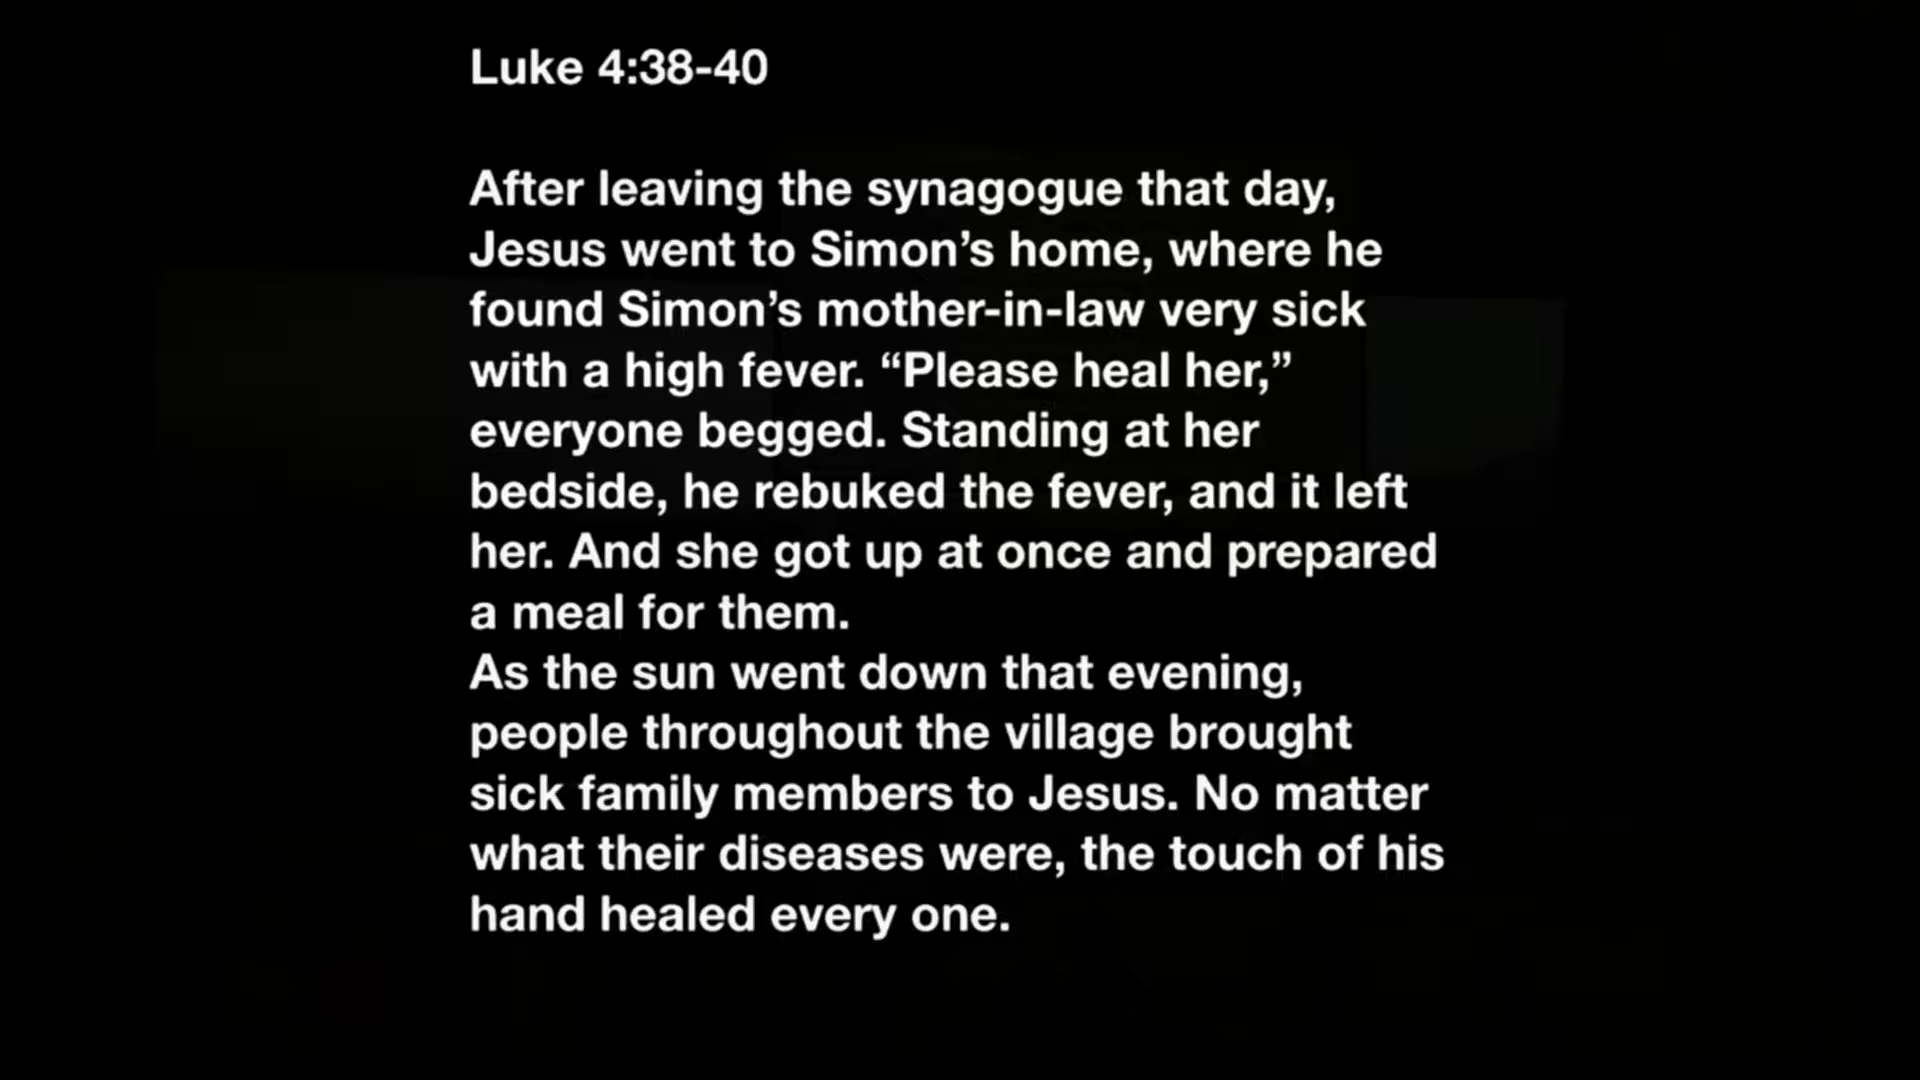 Luke 4:38-40
After leaving the synagogue that day,
Jesus went to Simon’s home, where he
found Simon’s mother-in-law very sick
with a high fever. “Please heal her,”
everyone begged. Standing at her
bedside, he rebuked the fever, and it left
her. And she got up at once and prepared
a meal for them.
As the sun went down that evening,
people throughout the village brought
sick family members to Jesus. No matter
what their diseases were, the touch of his
hand healed every one.